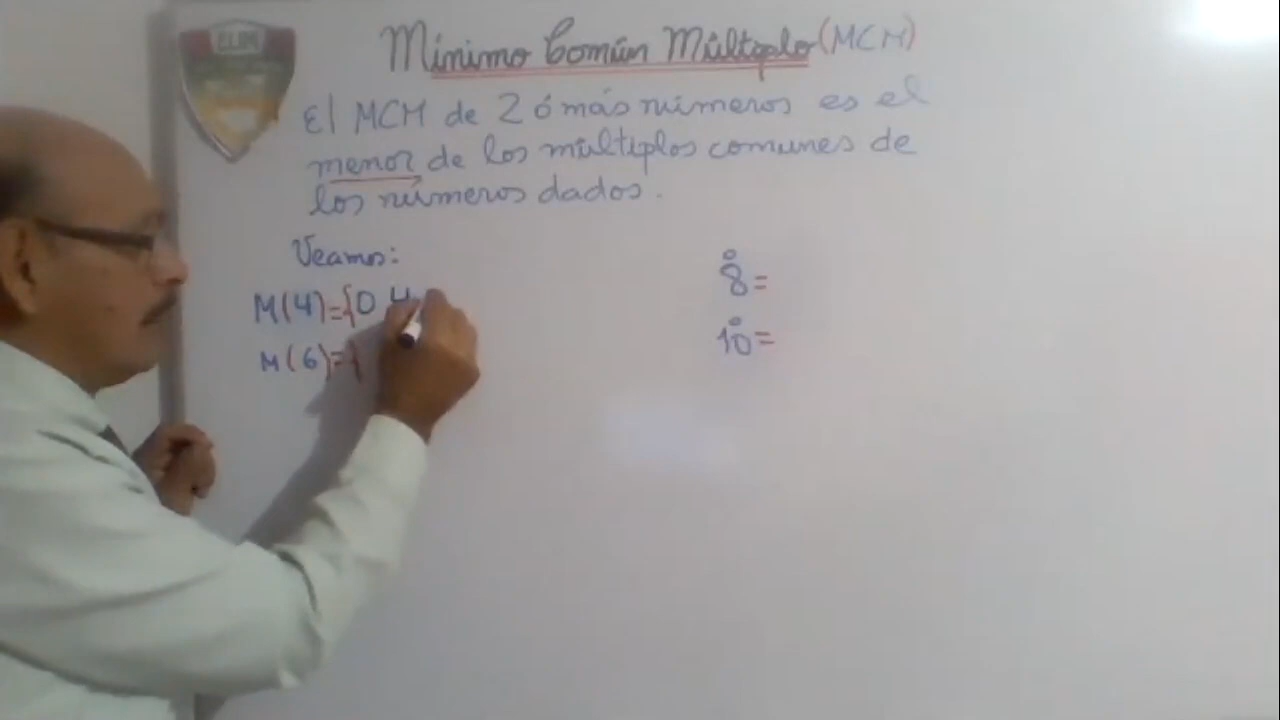 ELIM
Mínimo Común Múltiplo (MCM)
El MCM de 2 ó más números es el
menor de los múltiplos comunes de
los números dados.
Veamos:
M(4)={0 4
M(6)={
8̊=
10̊=